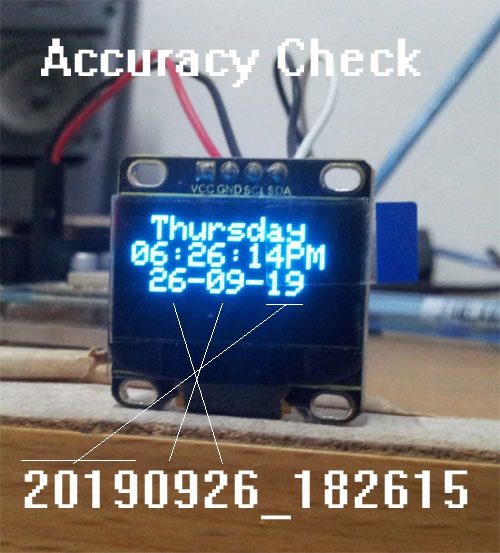 Accuracy Check
VCC GND SCL SDA
Thursday
06:26:14PM
26-09-19
20190926_182615